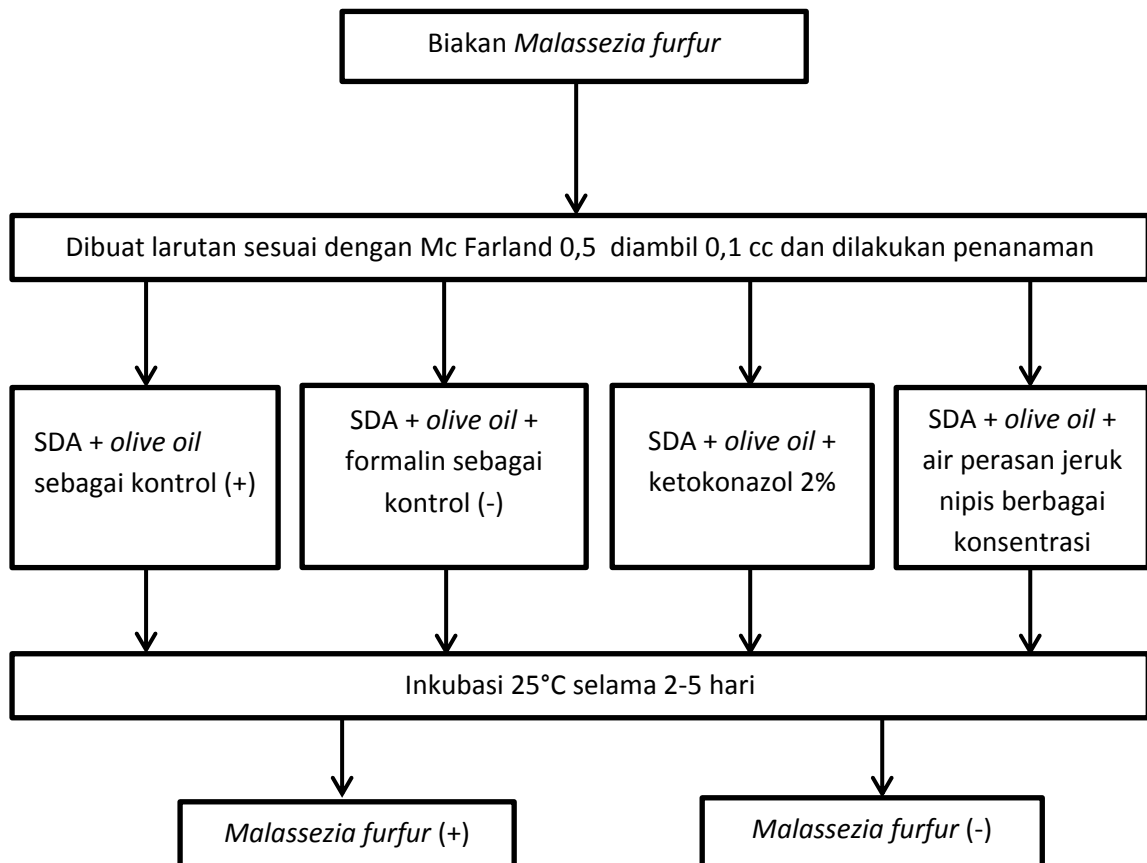 Biakan Malassezia furfur
Dibuat larutan sesuai dengan Mc Farland 0,5 diambil 0,1 cc dan dilakukan penanaman
SDA + olive oil
sebagai kontrol (+)
SDA + olive oil +
formalin sebagai
kontrol (-)
SDA + olive oil +
ketokonazol 2%
SDA + olive oil +
air perasan jeruk
nipis berbagai
konsentrasi
Inkubasi 25°C selama 2-5 hari
Malassezia furfur (+)
Malassezia furfur (-)